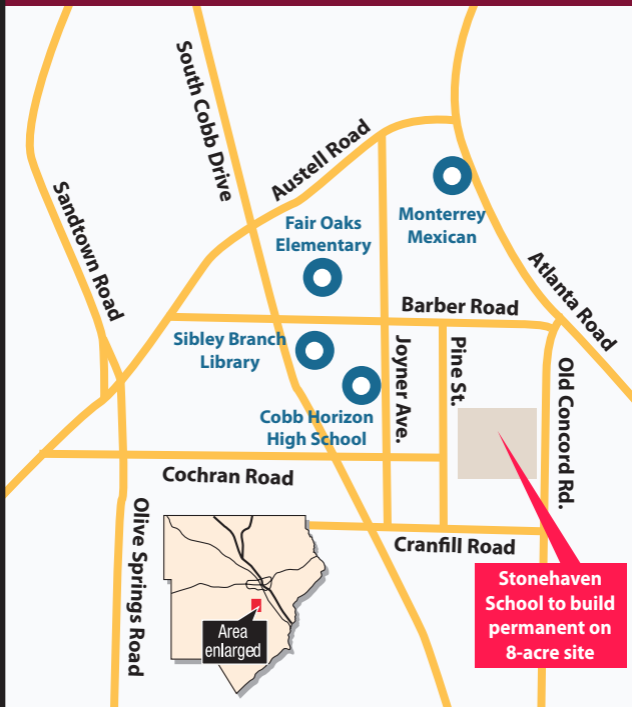 South Cobb Drive
Austell Road
Sandtown Road
Fair Oaks
Elementary
Monterrey
Mexican
Atlanta Road
Barber Road
Sibley Branch
Library
Joyner Ave.
Pine St.
Old Concord Rd.
Cobb Horizon
High School
Cochran Road
Olive Springs Road
Cranfill Road
Area
enlarged
Stonehaven
School to build
permanent on
8-acre site